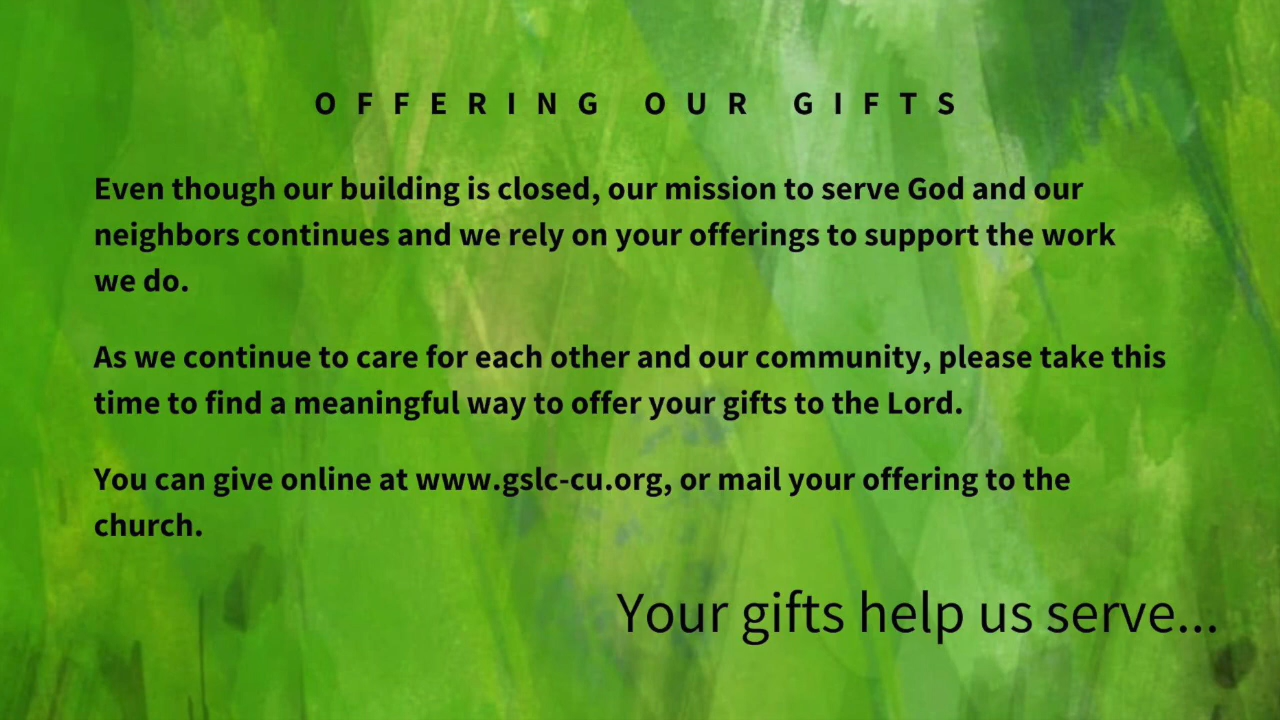 OFFERING OUR GIFTS
Even though our building is closed, our mission to serve God and our
neighbors continues and we rely on your offerings to support the work
we do.
As we continue to care for each other and our community, please take this
time to find a meaningful way to offer your gifts to the Lord.
You can give online at www.gslc-cu.org, or mail your offering to the
church.
Your gifts help us serve...